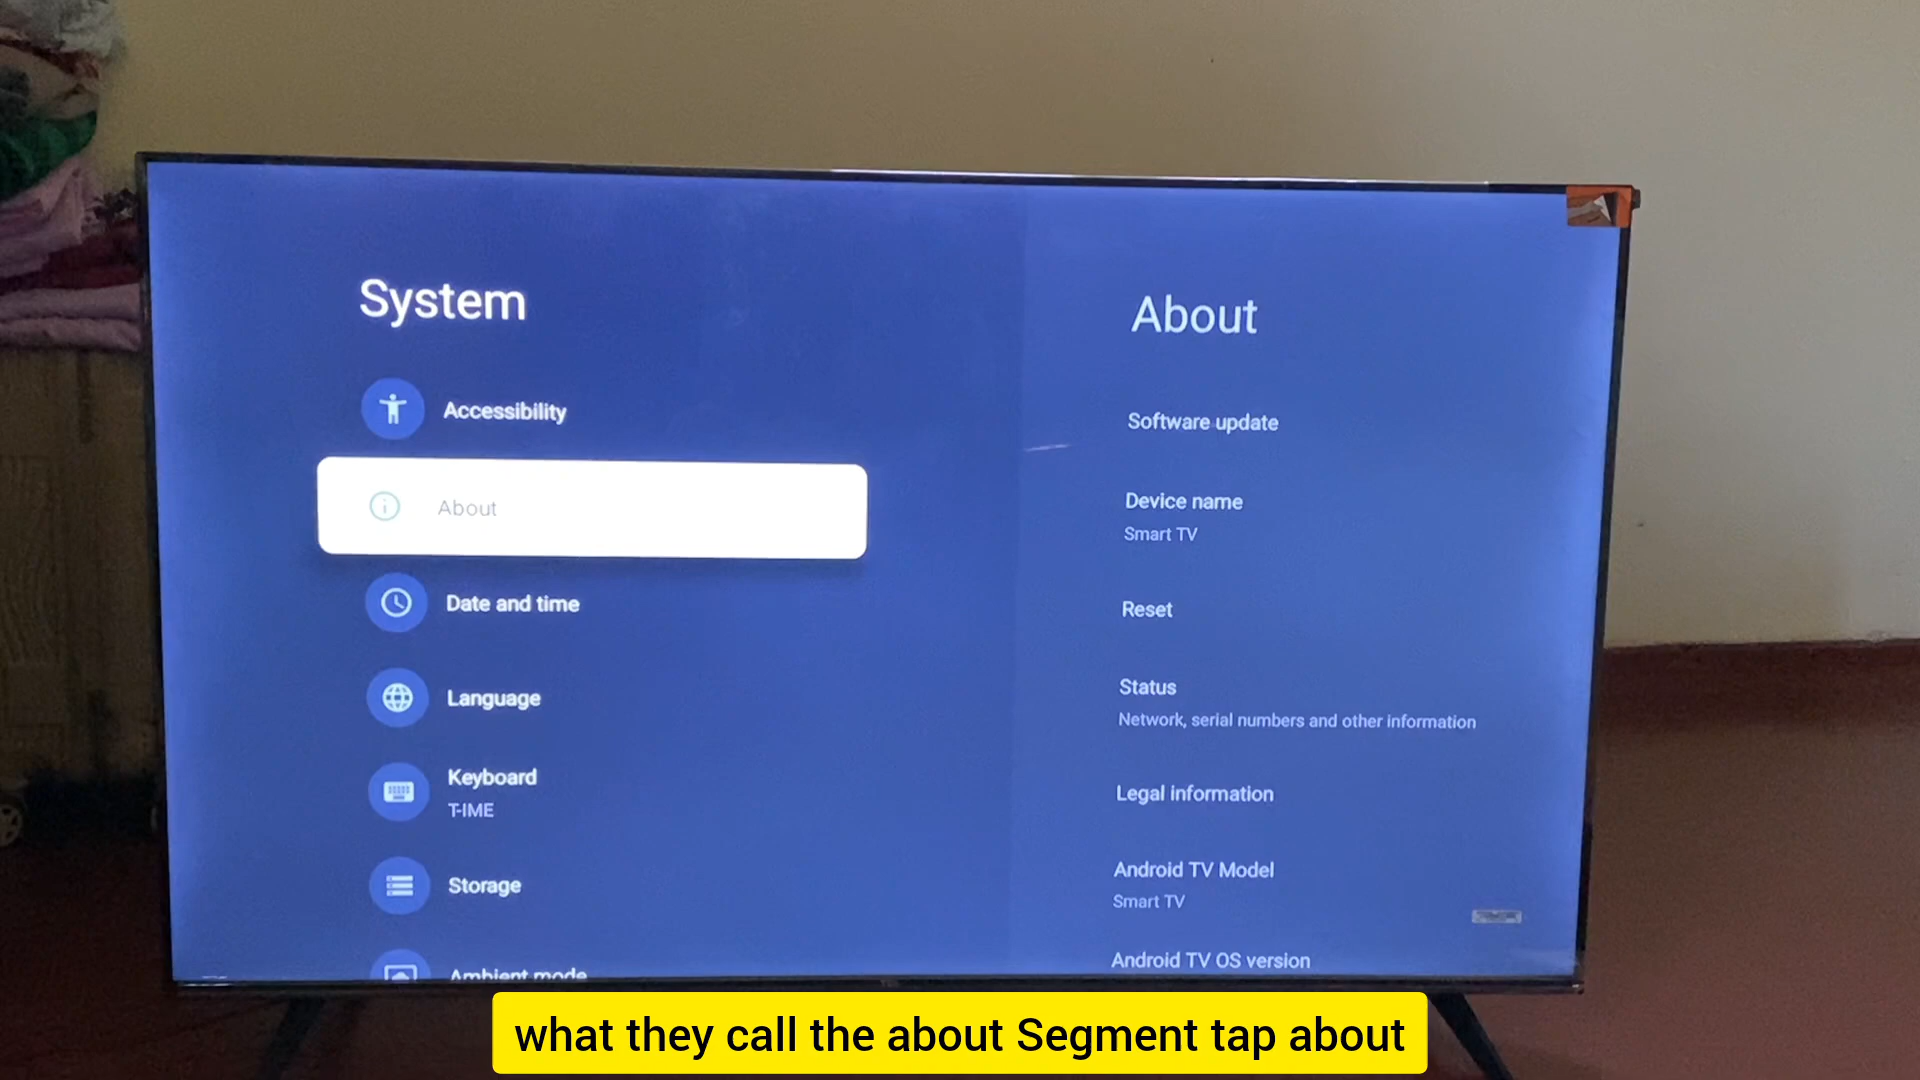 System
Accessibility
About
Date and time
Language
Keyboard
T-IME
Storage
Ambient mode
About
Software update
Device name
Smart TV
Reset
Status
Network, serial numbers and other information
Legal information
Android TV Model
Smart TV
Android TV OS version
what they call the about Segment tap about